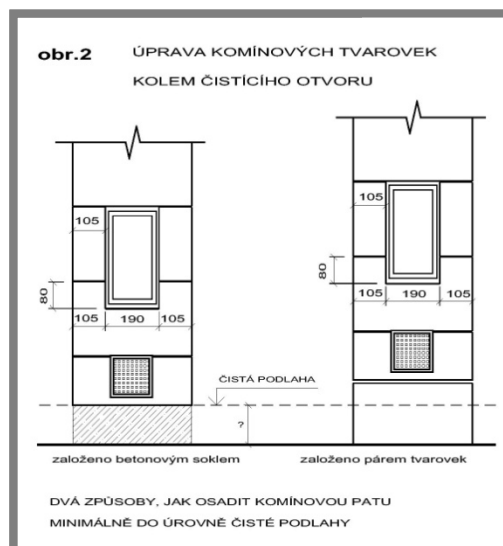 obr.2 ÚPRAVA KOMÍNOVÝCH TVAROVEK
KOLEM ČISTÍCÍHO OTVORU
105
105
80
80
105 190 105
105 190 105
ČISTÁ PODLAHA
?
založeno betonovým soklem
založeno párem tvarovek
DVÁ ZPŮSOBY, JAK OSADIT KOMÍNOVOU PATU
MINIMÁLNĚ DO ÚROVNĚ ČISTÉ PODLAHY